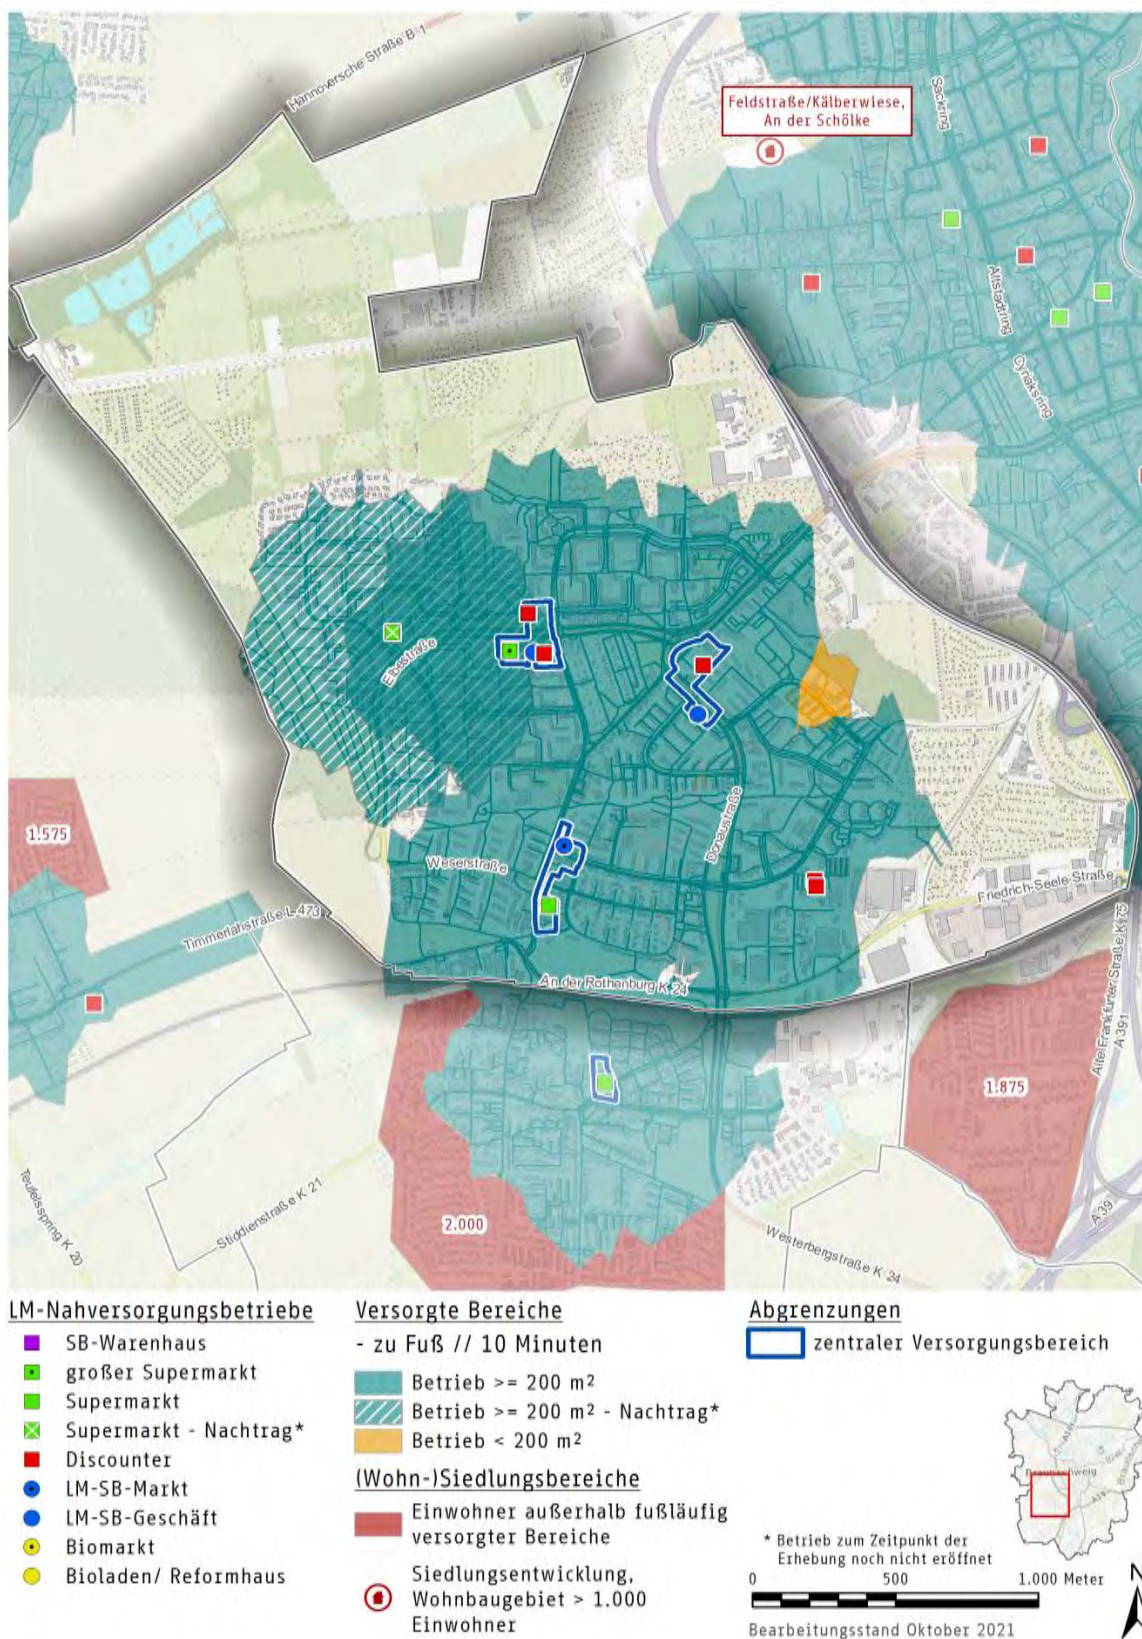 Hannoversche Straße B 1
Feldstraße/Kälberwiese,
An der Schölke
Sackring
Altstadtring
Cyriaksring
Elbestraße
1.575
Weserstraße
Donaustraße
Friedrich-Seele-Straße
Timmerlahstraße L 473
An der Rothenburg K 24
Alte Frankfurter Straße K 75
A 391
1.875
Teufelsspring K 20
Stiddienstraße K 21
2.000
A 39
Westerbergstraße K 24
LM-Nahversorgungsbetriebe
SB-Warenhaus
großer Supermarkt
Supermarkt
Supermarkt - Nachtrag*
Discounter
LM-SB-Markt
LM-SB-Geschäft
Biomarkt
Bioladen/ Reformhaus
Versorgte Bereiche
- zu Fuß // 10 Minuten
Betrieb >= 200 m²
Betrieb >= 200 m² - Nachtrag*
Betrieb < 200 m²
(Wohn-)Siedlungsbereiche
Einwohner außerhalb fußläufig
versorgter Bereiche
Siedlungsentwicklung,
Wohnbaugebiet > 1.000
Einwohner
Abgrenzungen
zentraler Versorgungsbereich
Braunschweig
* Betrieb zum Zeitpunkt der
Erhebung noch nicht eröffnet
0 500 1.000 Meter
N
Bearbeitungsstand Oktober 2021